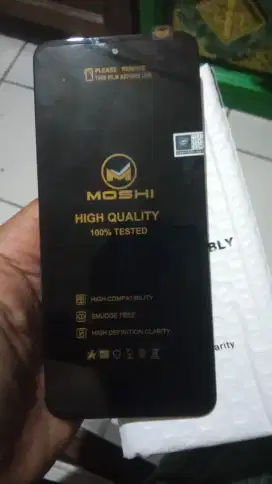 PLEASE REMOVE
THIS FILM BEFORE USE
MOSHI
HIGH QUALITY
100% TESTED
HIGH COMPATIBILITY
SMUDGE FREE
HIGH DEFINITION CLARITY
BLY
arity